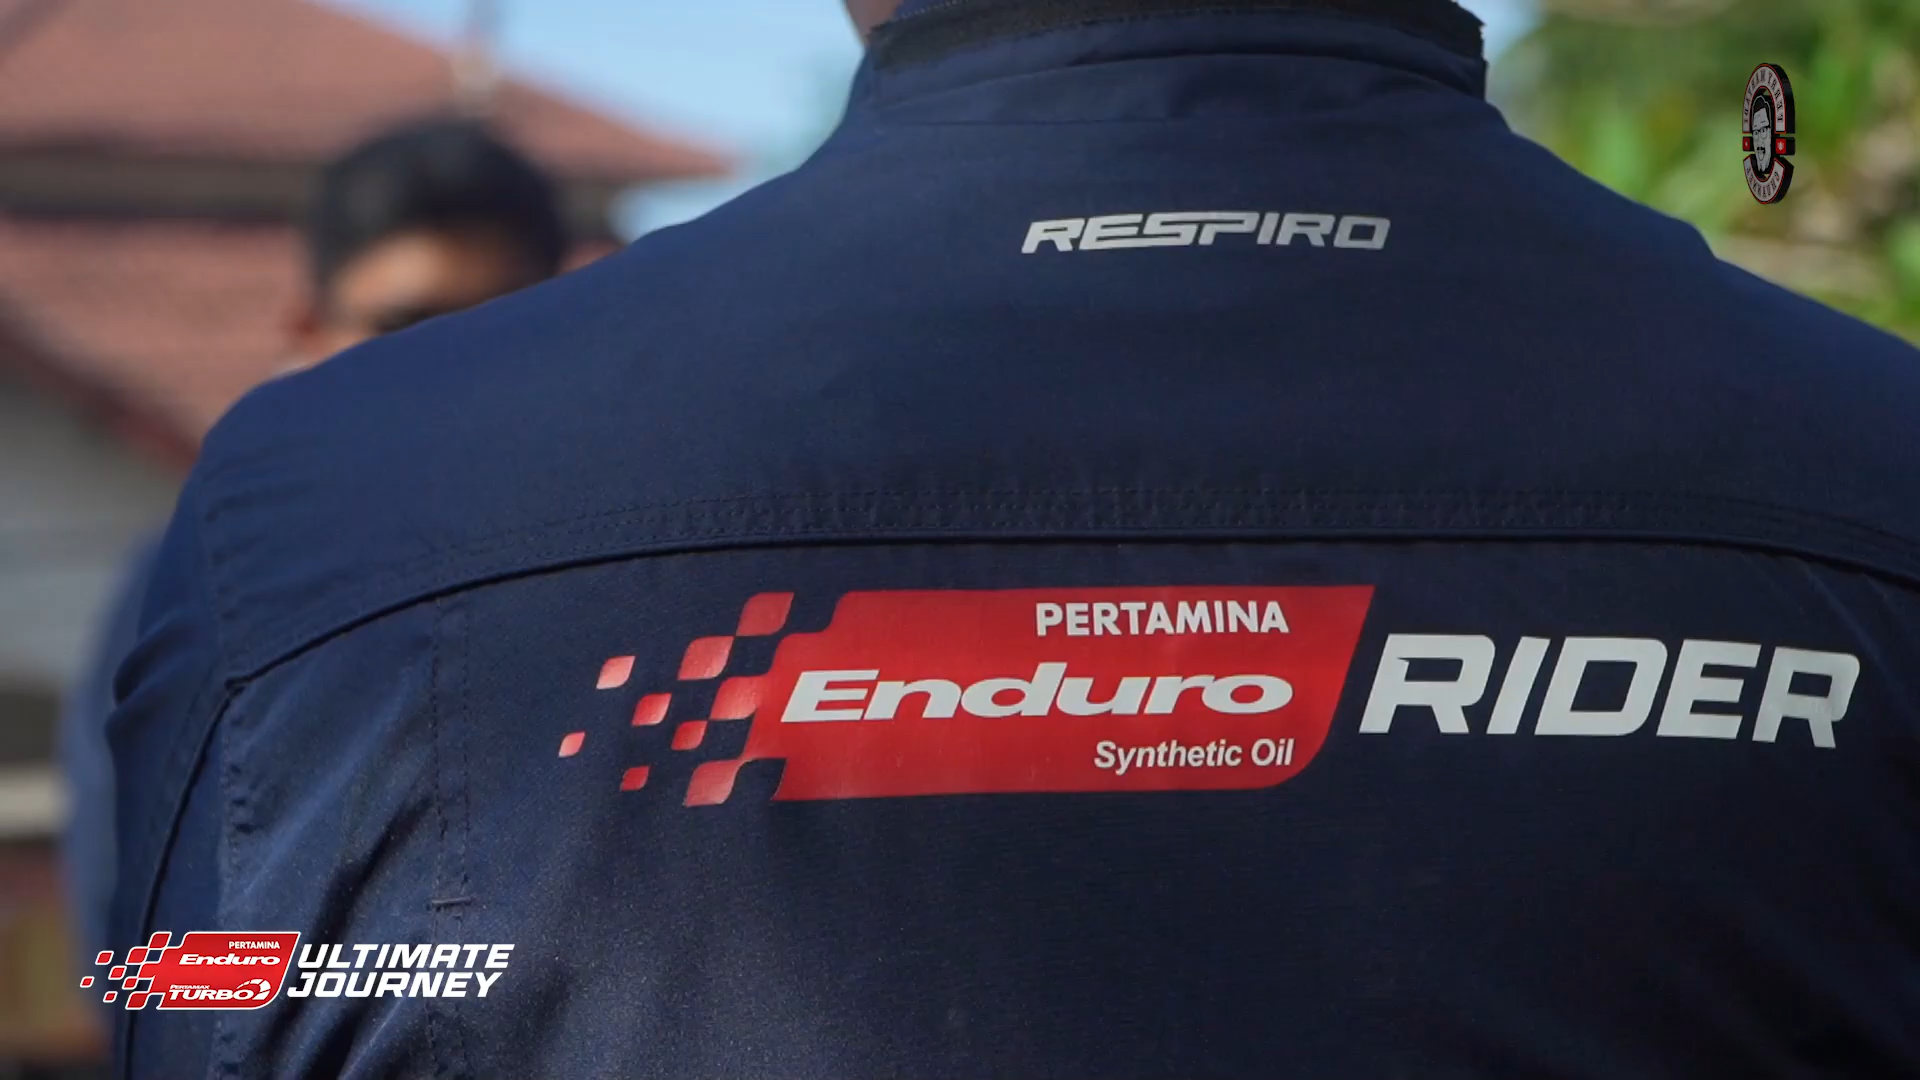 RESPIRO
PERTAMINA
Enduro RIDER
Synthetic Oil
PERTAMINA
Enduro
PERTAMAX
TURBO
ULTIMATE
JOURNEY